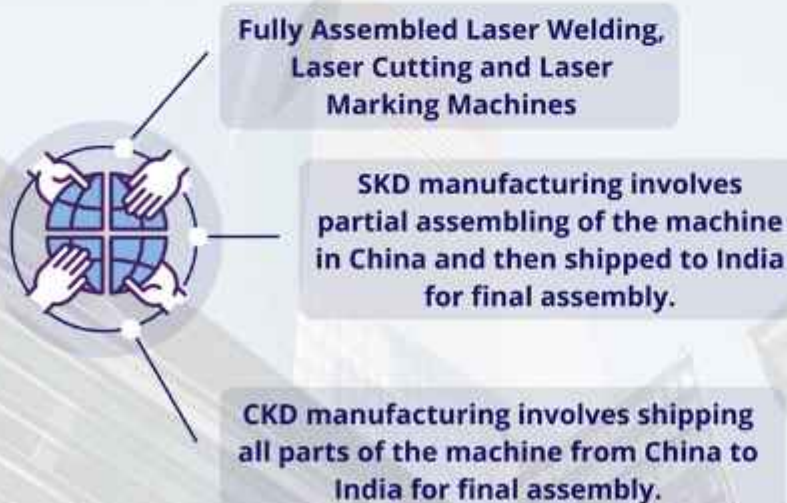 Fully Assembled Laser Welding,
Laser Cutting and Laser
Marking Machines
SKD manufacturing involves
partial assembling of the machine
in China and then shipped to India
for final assembly.
CKD manufacturing involves shipping
all parts of the machine from China to
India for final assembly.